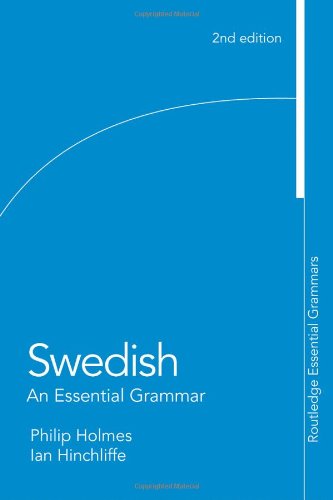 2nd edition
Routledge Essential Grammars
Swedish
An Essential Grammar
Philip Holmes
Ian Hinchliffe